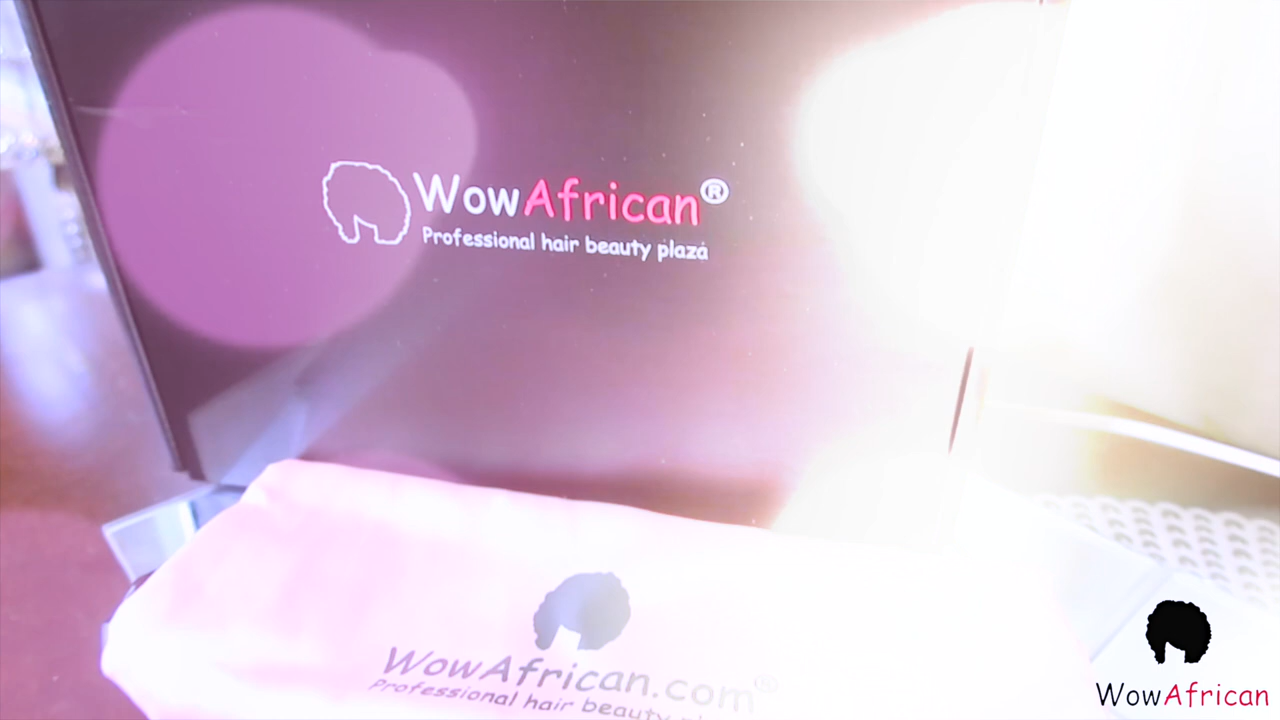 WowAfrican®
Professional hair beauty plaza
WowAfrican.com®
Professional hair beauty
WowAfrican